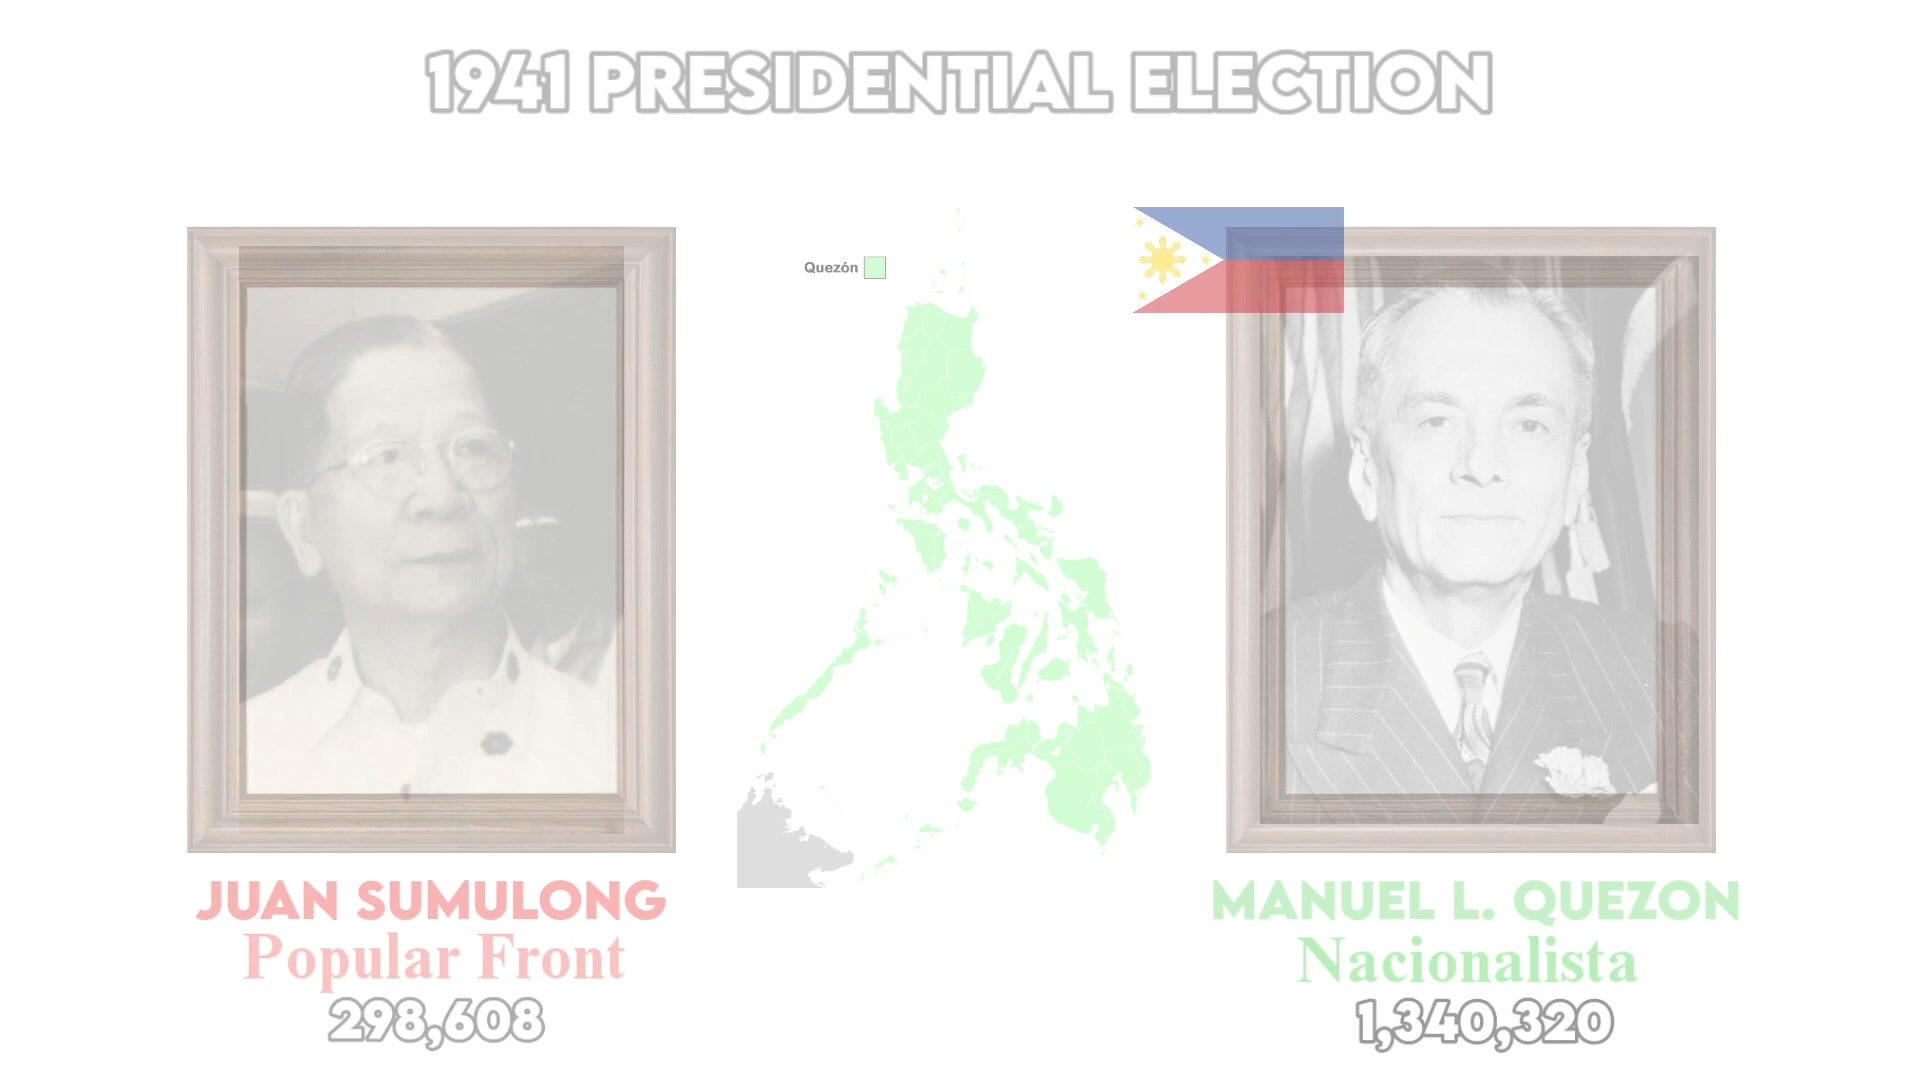 1941 PRESIDENTIAL ELECTION
Quezón
JUAN SUMULONG
Popular Front
298,608
MANUEL L. QUEZON
Nacionalista
1,340,320